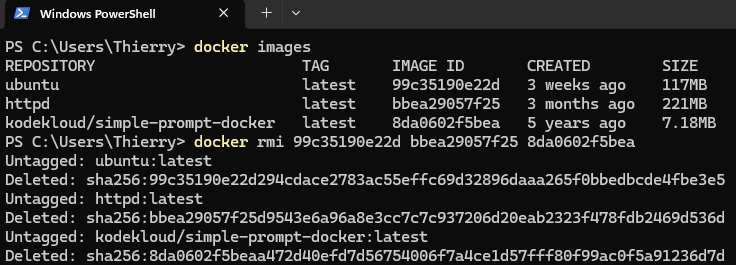 Windows PowerShell
PS C:\Users\Thierry> docker images
REPOSITORY TAG IMAGE ID CREATED SIZE
ubuntu latest 99c35190e22d 3 weeks ago 117MB
httpd latest bbea29057f25 3 months ago 221MB
kodekloud/simple-prompt-docker latest 8da0602f5bea 5 years ago 7.18MB
PS C:\Users\Thierry> docker rmi 99c35190e22d bbea29057f25 8da0602f5bea
Untagged: ubuntu:latest
Deleted: sha256:99c35190e22d294cdace2783ac55effc69d32896daaa265f0bbedbcde4fbe3e5
Untagged: httpd:latest
Deleted: sha256:bbea29057f25d9543e6a96a8e3cc7c7c937206d20eab2323f478fdb2469d536d
Untagged: kodekloud/simple-prompt-docker:latest
Deleted: sha256:8da0602f5beaa472d40efd7d56754006f7a4ce1d57fff80f99ac0f5a91236d7d